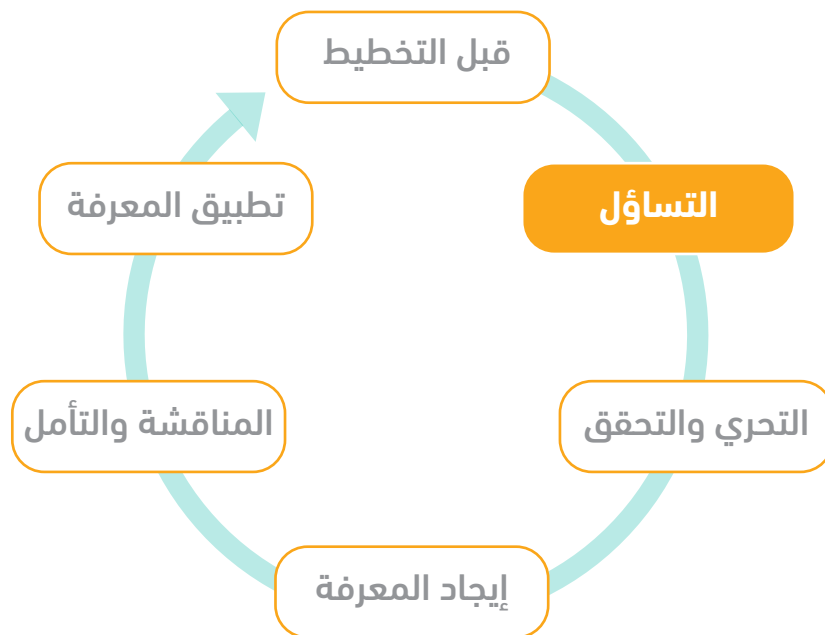 قبل التخطيط
التساؤل
التحري والتحقق
إيجاد المعرفة
المناقشة والتأمل
تطبيق المعرفة